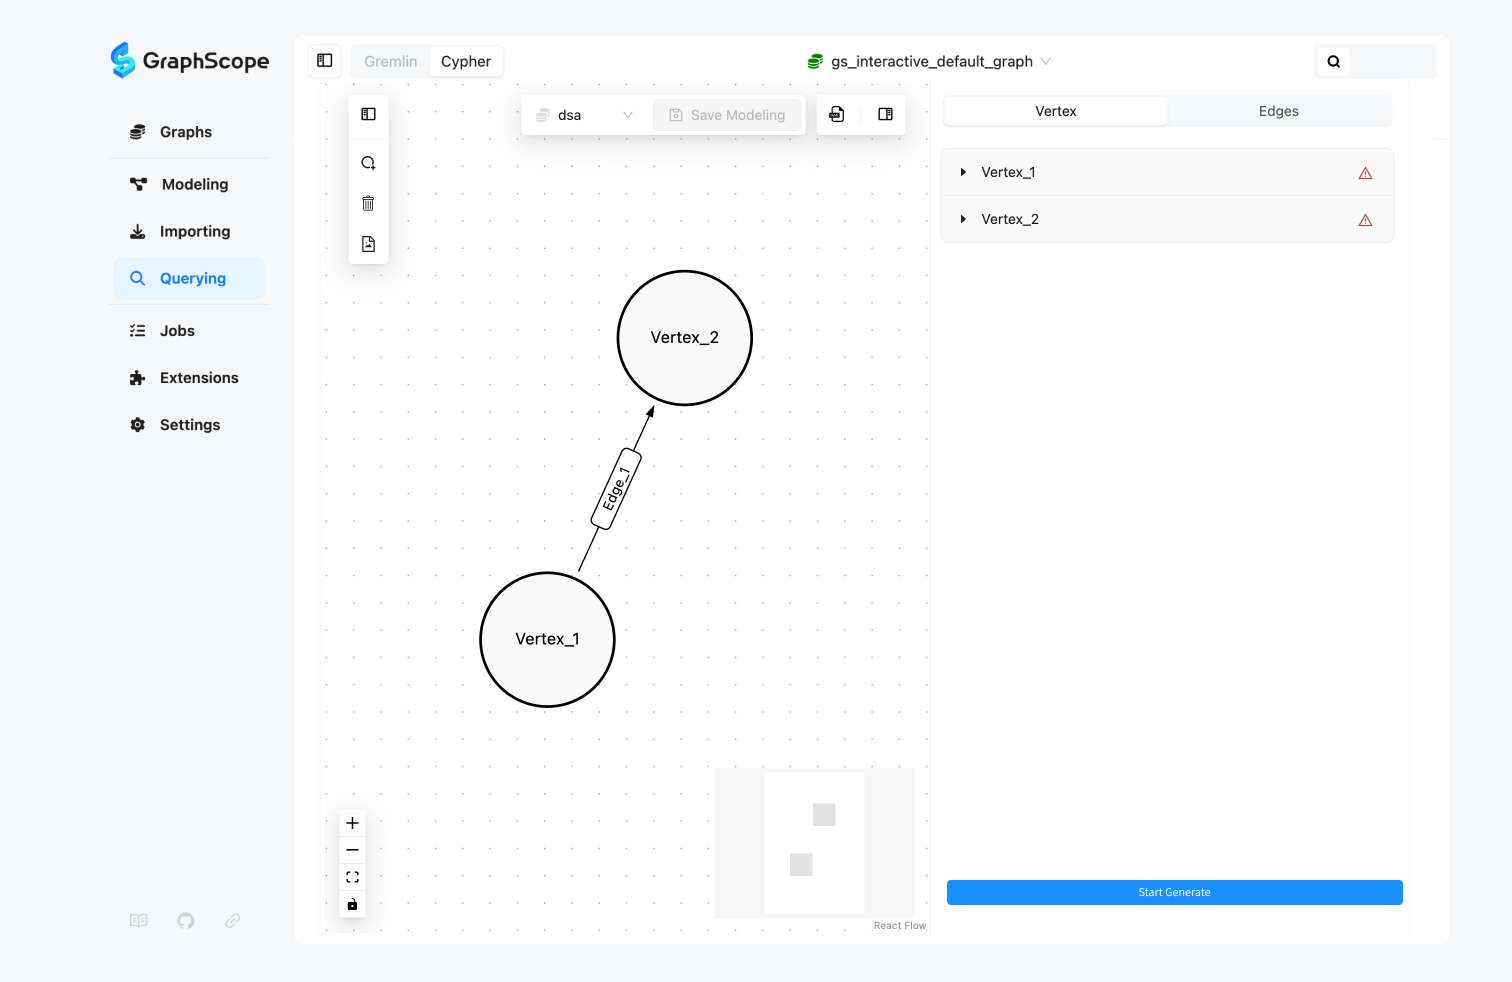 GraphScope
Gremlin
Cypher
gs_interactive_default_graph
Graphs
Modeling
Importing
Querying
Jobs
Extensions
Settings
dsa
Save Modeling
Vertex
Edges
Vertex_1
Vertex_2
Vertex_2
Edge_1
Vertex_1
Start Generate
React Flow